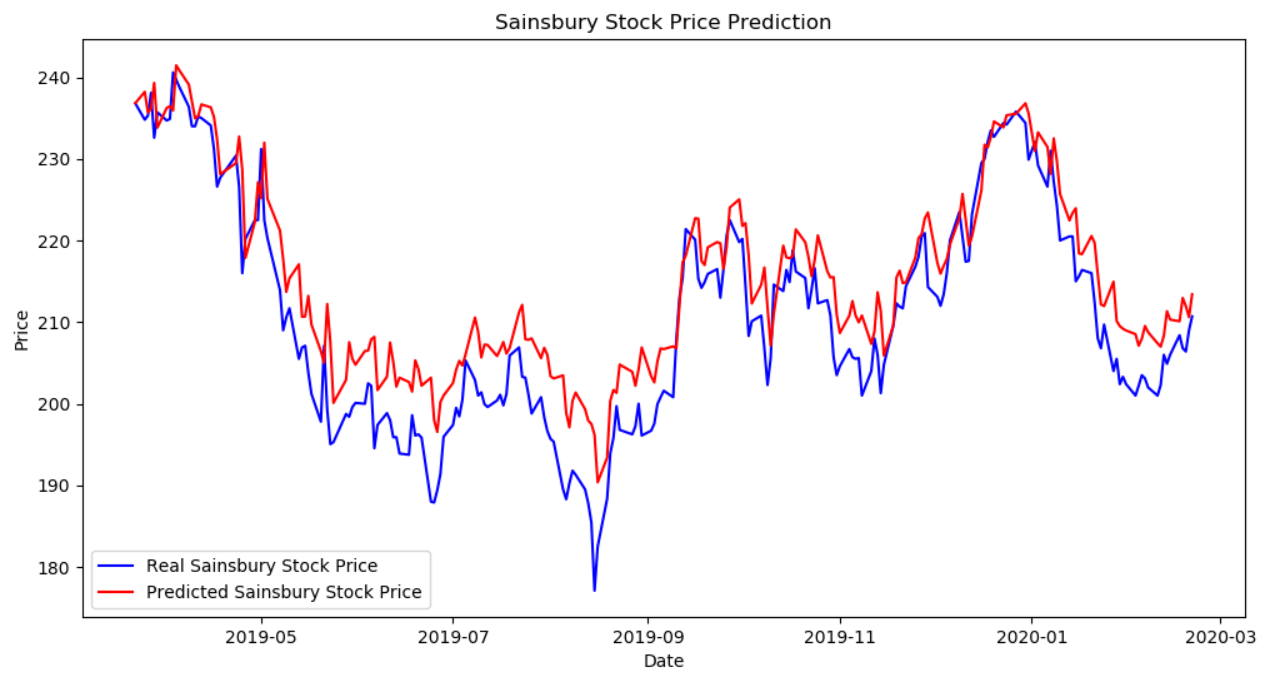 Sainsbury Stock Price Prediction
240
230
220
210
200
190
180
Price
Real Sainsbury Stock Price
Predicted Sainsbury Stock Price
2019-05 2019-07 2019-09 2019-11 2020-01 2020-03
Date